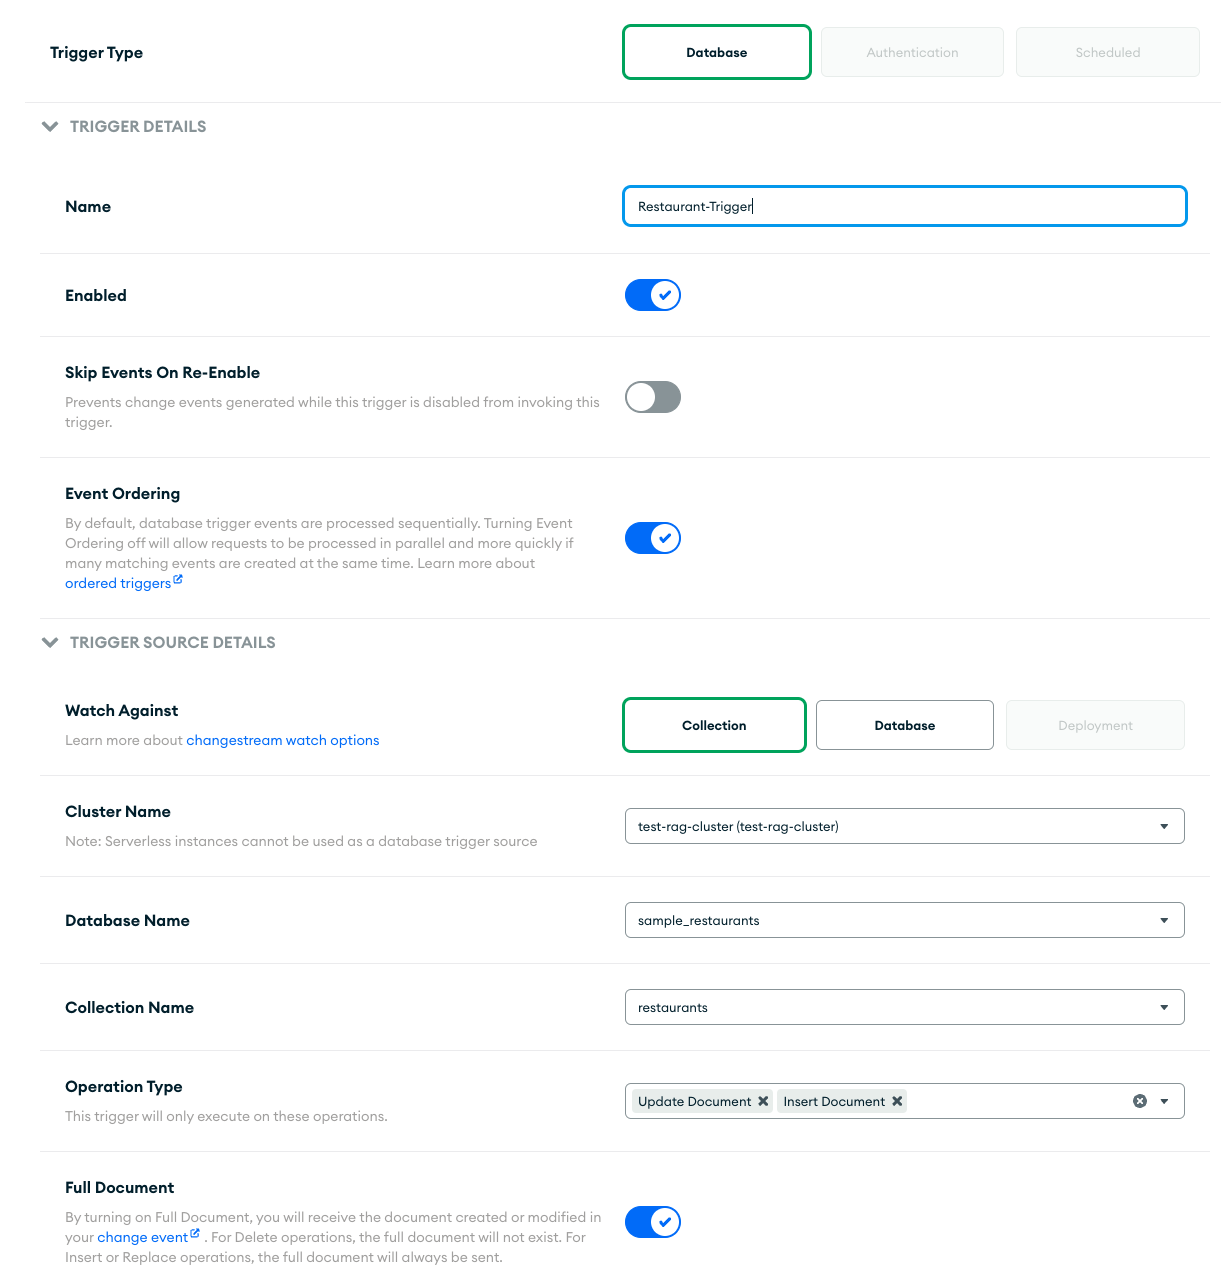 Trigger Type
Database
Authentication
Scheduled
TRIGGER DETAILS
Name
Restaurant-Trigger
Enabled
Skip Events On Re-Enable
Prevents change events generated while this trigger is disabled from invoking this
trigger.
Event Ordering
By default, database trigger events are processed sequentially. Turning Event
Ordering off will allow requests to be processed in parallel and more quickly if
many matching events are created at the same time. Learn more about
ordered triggers
TRIGGER SOURCE DETAILS
Watch Against
Learn more about changestream watch options
Collection
Database
Deployment
Cluster Name
Note: Serverless instances cannot be used as a database trigger source
test-rag-cluster (test-rag-cluster)
Database Name
sample_restaurants
Collection Name
restaurants
Operation Type
This trigger will only execute on these operations.
Update Document
Insert Document
Full Document
By turning on Full Document, you will receive the document created or modified in
your change event . For Delete operations, the full document will not exist. For
Insert or Replace operations, the full document will always be sent.